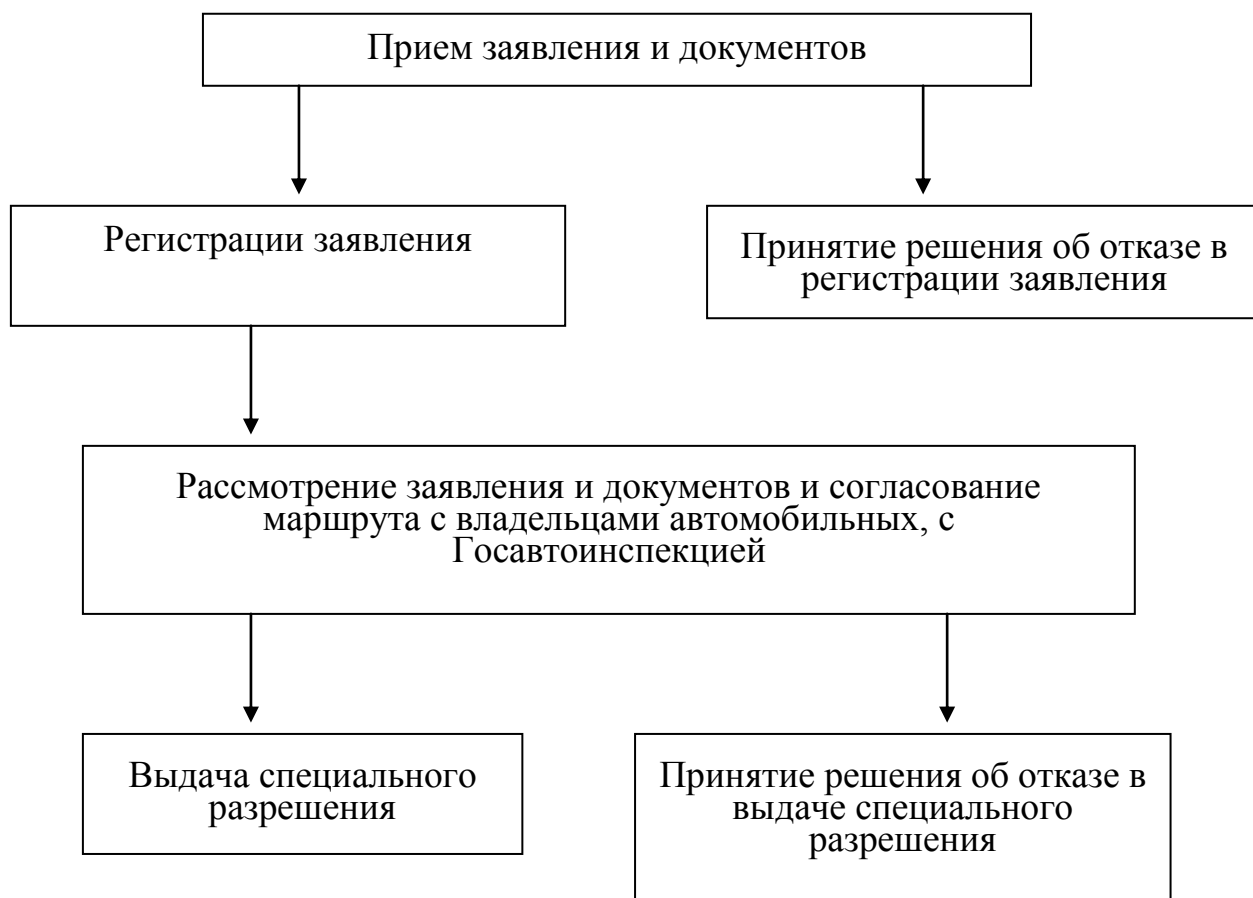 Прием заявления и документов
Регистрации заявления
Принятие решения об отказе в
регистрации заявления
Рассмотрение заявления и документов и согласование
маршрута с владельцами автомобильных, с
Госавтоинспекцией
Выдача специального
разрешения
Принятие решения об отказе в
выдаче специального
разрешения